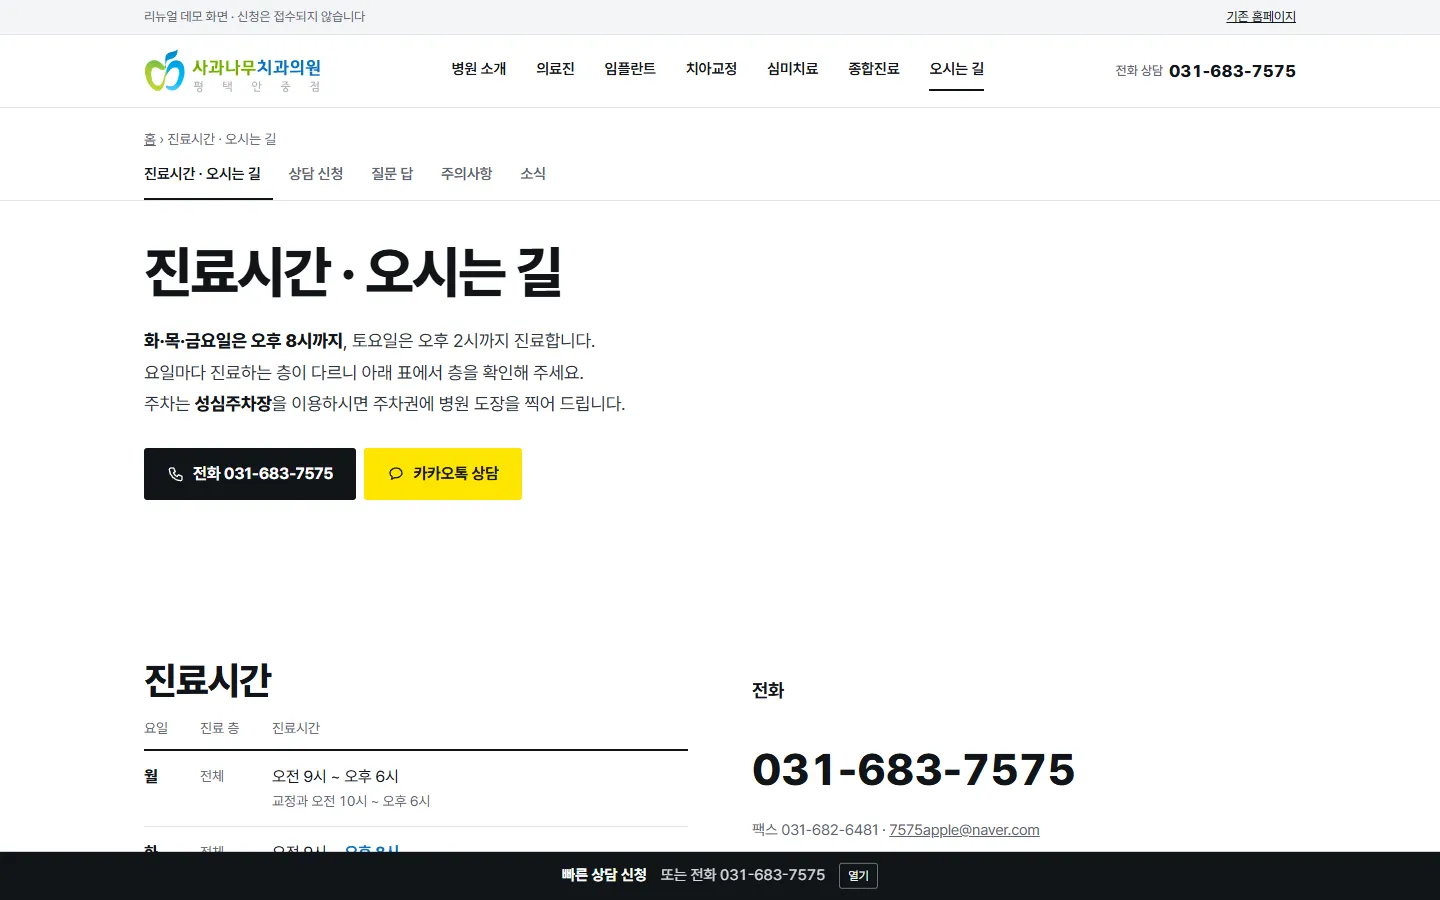 리뉴얼 데모 화면 · 신청은 접수되지 않습니다
기존 홈페이지
사과나무치과의원
평택안중점
병원 소개
의료진
임플란트
치아교정
심미치료
종합진료
오시는 길
전화 상담 031-683-7575
홈 › 진료시간 · 오시는 길
진료시간 · 오시는 길
상담 신청
질문 답
주의사항
소식
진료시간 · 오시는 길
화·목·금요일은 오후 8시까지, 토요일은 오후 2시까지 진료합니다.
요일마다 진료하는 층이 다르니 아래 표에서 층을 확인해 주세요.
주차는 성심주차장을 이용하시면 주차권에 병원 도장을 찍어 드립니다.
전화 031-683-7575
카카오톡 상담
진료시간
요일 진료 층 진료시간
월 전체 오전 9시 ~ 오후 6시
교정과 오전 10시 ~ 오후 6시
화 전체 오전 9시 ~ 오후 8시
전화
031-683-7575
팩스 031-682-6481 · 7575apple@naver.com
빠른 상담 신청 또는 전화 031-683-7575 열기